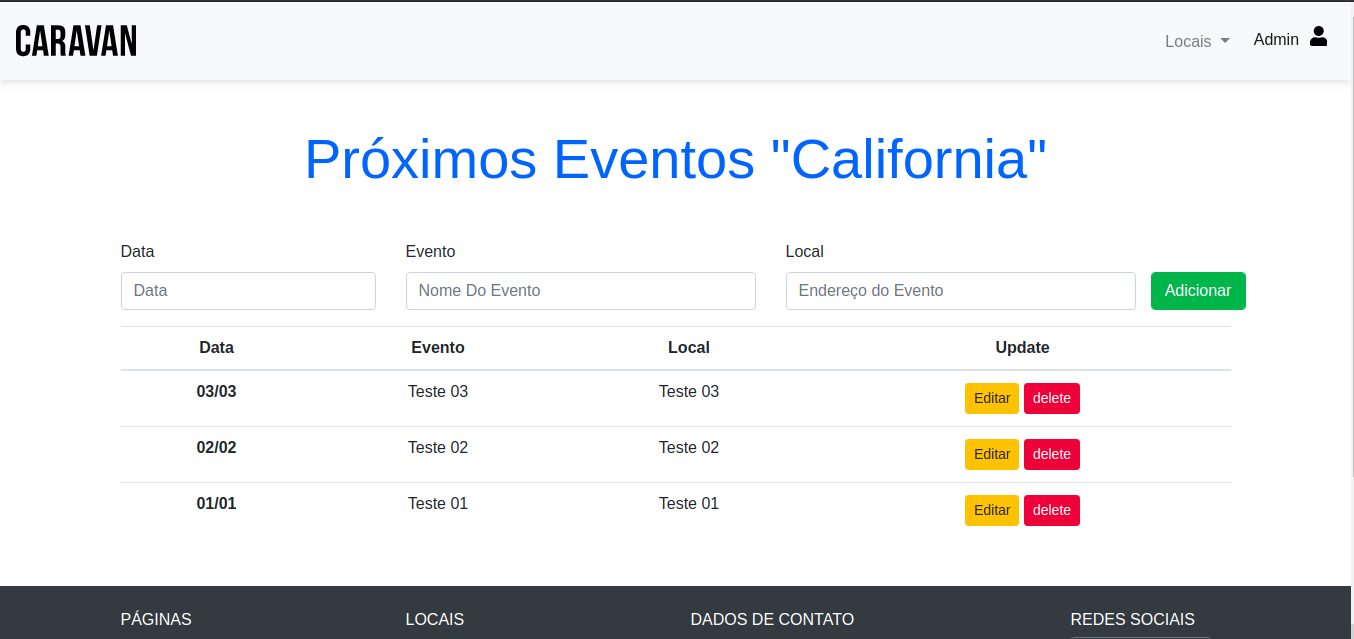 CARAVAN
Locais Admin
Próximos Eventos "California"
Data Evento Local
Data Nome Do Evento Endereço do Evento Adicionar
Data Evento Local Update
03/03 Teste 03 Teste 03 Editar delete
02/02 Teste 02 Teste 02 Editar delete
01/01 Teste 01 Teste 01 Editar delete
PÁGINAS LOCAIS DADOS DE CONTATO REDES SOCIAIS